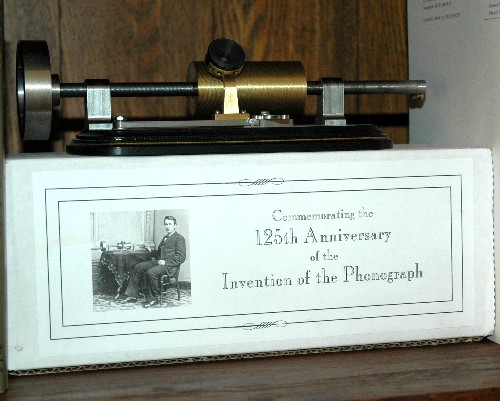 Commemorating the
125th Anniversary
of the
Invention of the Phonograph